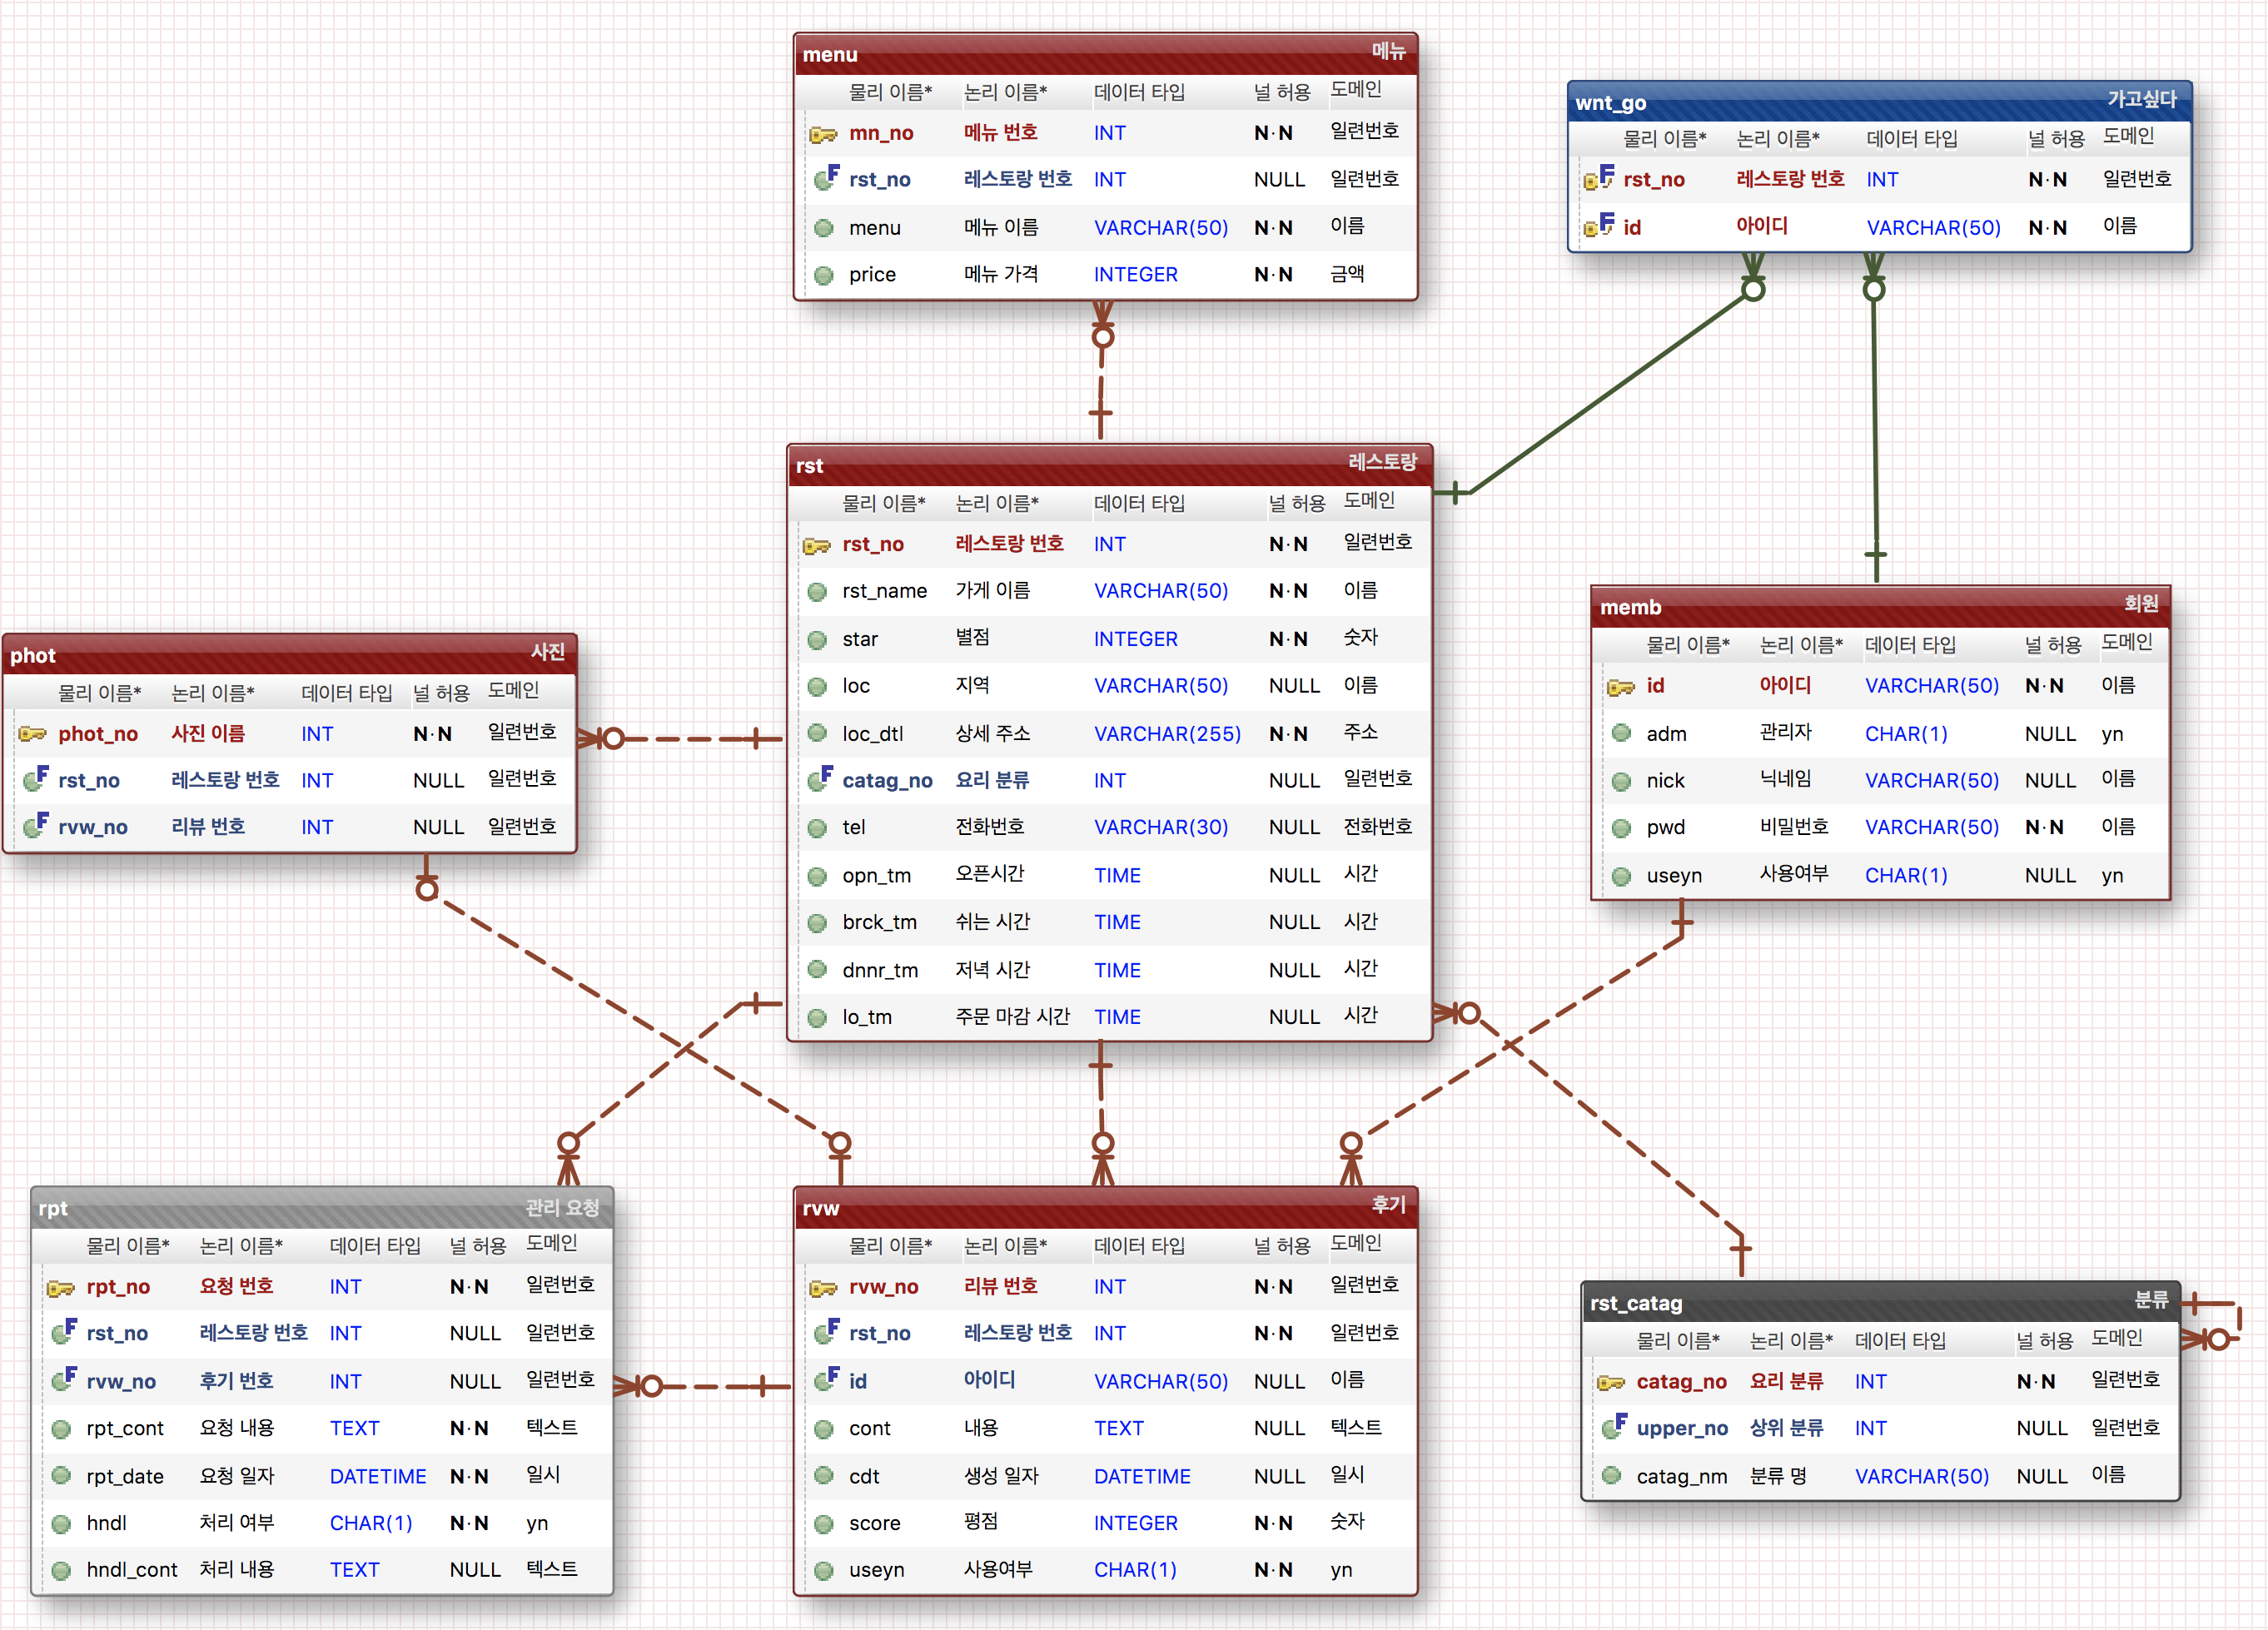 menu 메뉴
물리 이름* 논리 이름* 데이터 타입 널 허용 도메인
mn_no 메뉴 번호 INT N·N 일련번호
F rst_no 레스토랑 번호 INT NULL 일련번호
menu 메뉴 이름 VARCHAR(50) N·N 이름
price 메뉴 가격 INTEGER N·N 금액
wnt_go 가고싶다
물리 이름* 논리 이름* 데이터 타입 널 허용 도메인
F rst_no 레스토랑 번호 INT N·N 일련번호
F id 아이디 VARCHAR(50) N·N 이름
rst 레스토랑
물리 이름* 논리 이름* 데이터 타입 널 허용 도메인
rst_no 레스토랑 번호 INT N·N 일련번호
rst_name 가게 이름 VARCHAR(50) N·N 이름
star 별점 INTEGER N·N 숫자
loc 지역 VARCHAR(50) NULL 이름
loc_dtl 상세 주소 VARCHAR(255) N·N 주소
F catag_no 요리 분류 INT NULL 일련번호
tel 전화번호 VARCHAR(30) NULL 전화번호
opn_tm 오픈시간 TIME NULL 시간
brck_tm 쉬는 시간 TIME NULL 시간
dnnr_tm 저녁 시간 TIME NULL 시간
lo_tm 주문 마감 시간 TIME NULL 시간
memb 회원
물리 이름* 논리 이름* 데이터 타입 널 허용 도메인
id 아이디 VARCHAR(50) N·N 이름
adm 관리자 CHAR(1) NULL yn
nick 닉네임 VARCHAR(50) NULL 이름
pwd 비밀번호 VARCHAR(50) N·N 이름
useyn 사용여부 CHAR(1) NULL yn
phot 사진
물리 이름* 논리 이름* 데이터 타입 널 허용 도메인
phot_no 사진 이름 INT N·N 일련번호
F rst_no 레스토랑 번호 INT NULL 일련번호
F rvw_no 리뷰 번호 INT NULL 일련번호
rpt 관리 요청
물리 이름* 논리 이름* 데이터 타입 널 허용 도메인
rpt_no 요청 번호 INT N·N 일련번호
F rst_no 레스토랑 번호 INT NULL 일련번호
F rvw_no 후기 번호 INT NULL 일련번호
rpt_cont 요청 내용 TEXT N·N 텍스트
rpt_date 요청 일자 DATETIME N·N 일시
hndl 처리 여부 CHAR(1) N·N yn
hndl_cont 처리 내용 TEXT NULL 텍스트
rvw 후기
물리 이름* 논리 이름* 데이터 타입 널 허용 도메인
rvw_no 리뷰 번호 INT N·N 일련번호
F rst_no 레스토랑 번호 INT N·N 일련번호
F id 아이디 VARCHAR(50) NULL 이름
cont 내용 TEXT NULL 텍스트
cdt 생성 일자 DATETIME NULL 일시
score 평점 INTEGER N·N 숫자
useyn 사용여부 CHAR(1) N·N yn
rst_catag 분류
물리 이름* 논리 이름* 데이터 타입 널 허용 도메인
catag_no 요리 분류 INT N·N 일련번호
F upper_no 상위 분류 INT NULL 일련번호
catag_nm 분류 명 VARCHAR(50) NULL 이름